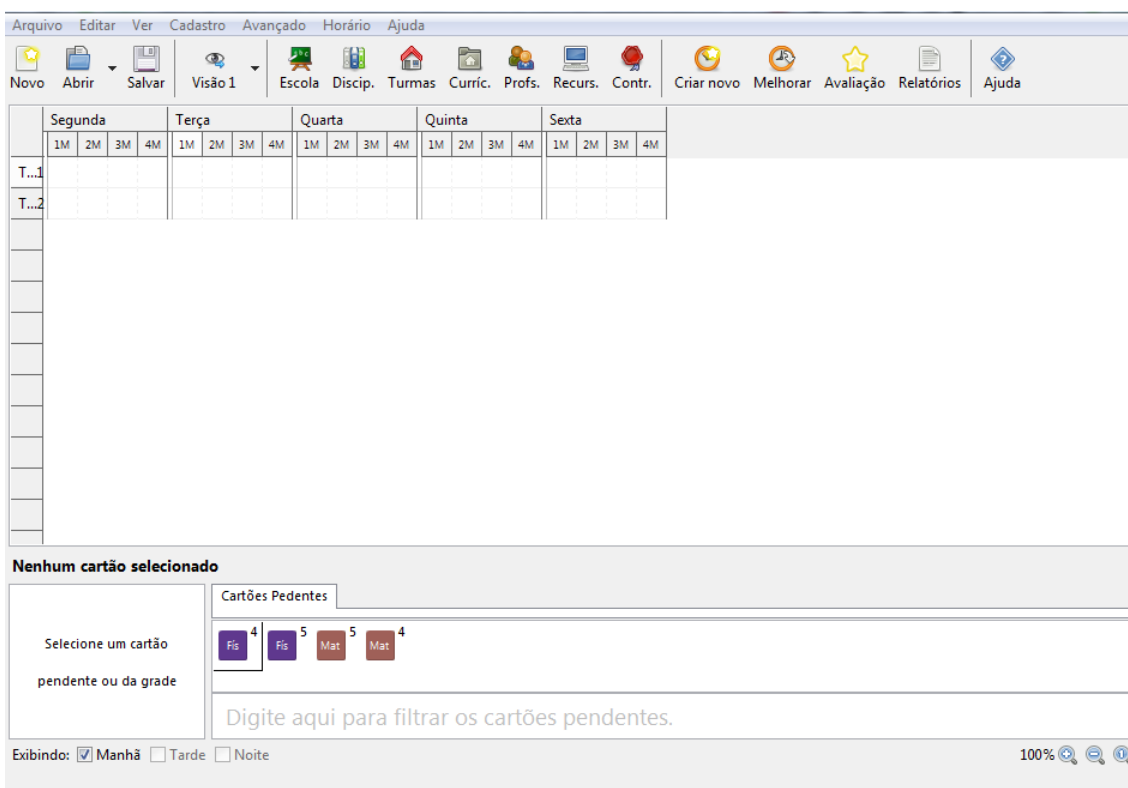 Arquivo Editar Ver Cadastro Avançado Horário Ajuda
Novo Abrir Salvar Visão 1 Escola Discip. Turmas Curríc. Profs. Recurs. Contr. Criar novo Melhorar Avaliação Relatórios Ajuda
Segunda Terça Quarta Quinta Sexta
1M 2M 3M 4M 1M 2M 3M 4M 1M 2M 3M 4M 1M 2M 3M 4M 1M 2M 3M 4M
T...1
T...2
Nenhum cartão selecionado
Cartões Pedentes
Selecione um cartão
pendente ou da grade
Fís 4 Fís 5 Mat 5 Mat 4
Digite aqui para filtrar os cartões pendentes.
Exibindo: Manhã Tarde Noite 100%